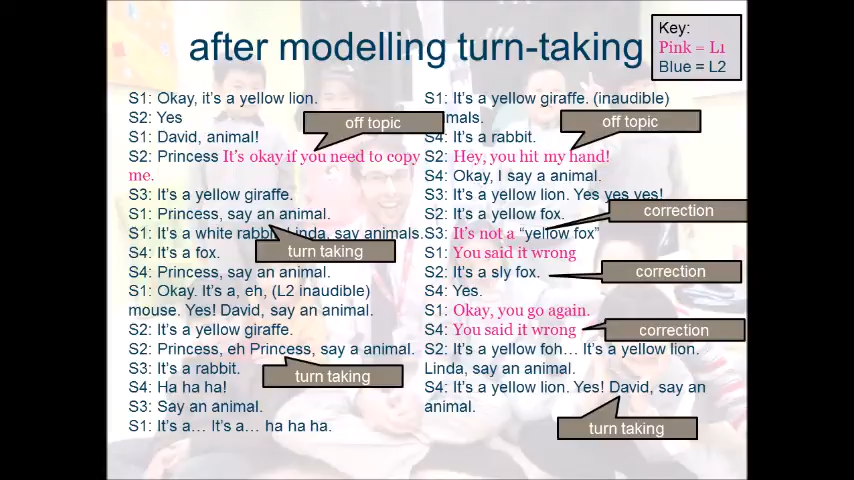 after modelling turn-taking
Key:
Pink = L1
Blue = L2
S1: Okay, it's a yellow lion.
S2: Yes
S1: David, animal!
off topic
S2: Princess It's okay if you need to copy
me.
S3: It's a yellow giraffe.
S1: Princess, say an animal.
S1: It's a white rabb inda, say animals.
S4: It's a fox.
turn taking
S4: Princess, say an animal.
S1: Okay. It's a, eh, (L2 inaudible)
mouse. Yes! David, say an animal.
S2: It's a yellow giraffe.
S2: Princess, eh Princess, say a animal.
S3: It's a rabbit.
turn taking
S4: Ha ha ha!
S3: Say an animal.
S1: It's a… It's a… ha ha ha.
S1: It's a yellow giraffe. (inaudible)
mals.
off topic
S4: It's a rabbit.
S2: Hey, you hit my hand!
S4: Okay, I say a animal.
S3: It's a yellow lion. Yes yes yes!
S2: It's a yellow fox.
correction
S3: It's not a “yellow fox”
S1: You said it wrong
S2: It's a sly fox.
correction
S4: Yes.
S1: Okay, you go again.
S4: You said it wrong
correction
S2: It's a yellow foh… It's a yellow lion.
Linda, say an animal.
S4: It's a yellow lion. Yes! David, say an
animal.
turn taking